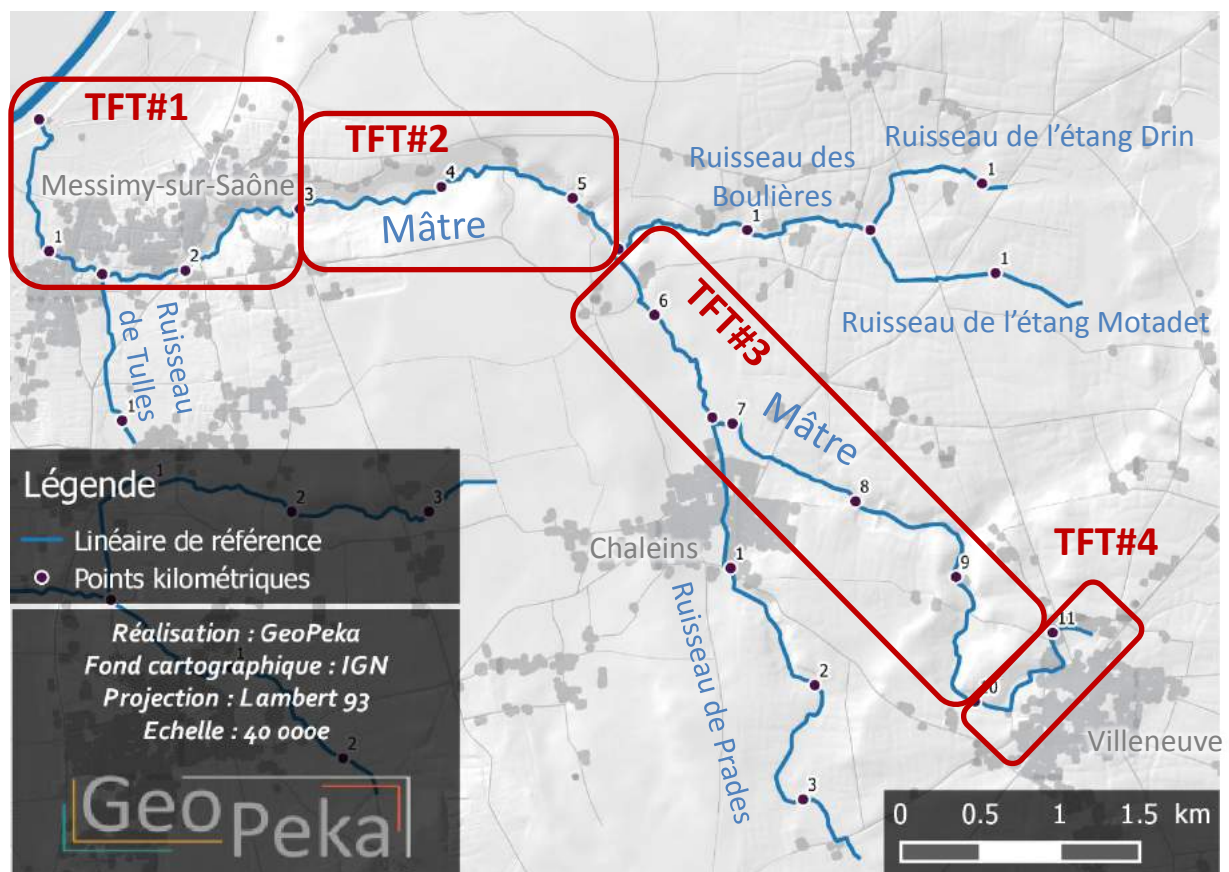 TFT#1
TFT#2
Ruisseau de l'étang Drin
1
Ruisseau des
Boulières
Messimy-sur-Saône
3
4
5
Mâtre
1
1
2
1
Ruisseau de l'étang Motadet
Ruisseau
de Tulles
1
6
TFT#3
7
Mâtre
8
9
10
Chaleins
1
Ruisseau de Prades
2
3
TFT#4
11
Villeneuve
1
2
3
1
2
Légende
Linéaire de référence
Points kilométriques
Réalisation : GeoPeka
Fond cartographique : IGN
Projection : Lambert 93
Echelle : 40 000e
GeoPeka
0 0.5 1 1.5 km